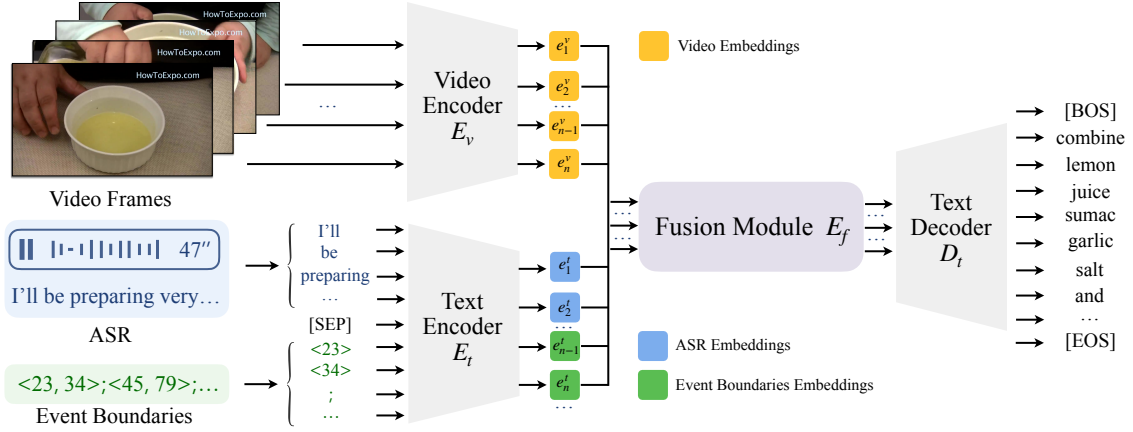 HowToExpo.com
HowToExpo.com
HowToExpo.com
HowToExpo.com
...
Video Frames
47″
I'll be preparing very…
ASR
<23, 34>;<45, 79>;…
Event Boundaries
I'll
be
preparing
...
[SEP]
<23>
<34>
;
...
Video
Encoder
E_v
Text
Encoder
E_t
e_1^v
e_2^v
...
e_{n-1}^v
e_n^v
e_1^t
e_2^t
...
e_{n-1}^t
e_n^t
...
Video Embeddings
...
...
Fusion Module E_f
ASR Embeddings
Event Boundaries Embeddings
...
...
Text
Decoder
D_t
[BOS]
combine
lemon
juice
sumac
garlic
salt
and
...
[EOS]